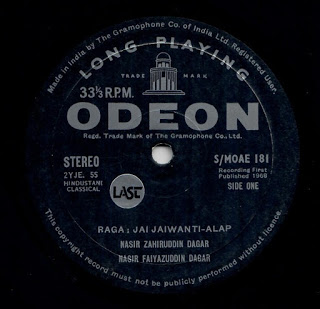 Made in India by The Gramophone Co. of India Ltd. Registered User.
LONG PLAYING
TRADE MARK
33⅓ R.P.M.
ODEON
Regd. Trade Mark of The Gramophone Co., Ltd.
STEREO
2YJE. 55
HINDUSTANI
CLASSICAL
S/MOAE 181
Recording First
Published 1968
SIDE ONE
LAST
RAGA: JAI JAIWANTI-ALAP
NASIR ZAHIRUDDIN DAGAR
NASIR FAIYAZUDDIN DAGAR
This copyright record must not be publicly performed without licence.